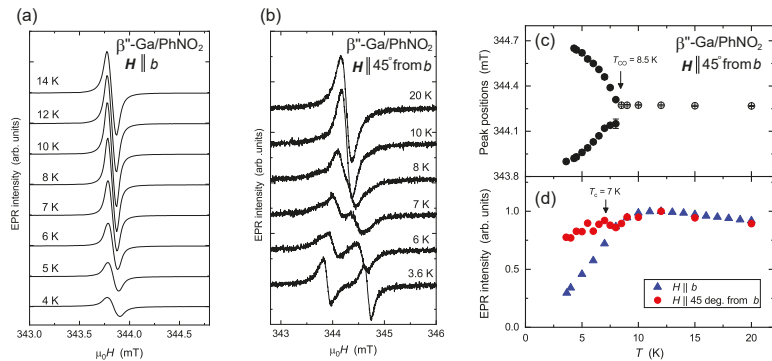 (a)
β"-Ga/PhNO2
H ∥ b
14 K
12 K
10 K
8 K
7 K
6 K
5 K
4 K
EPR intensity (arb. units)
343.0 343.5 344.0 344.5
μ0H (mT)
(b)
β"-Ga/PhNO2
H ∥ 45° from b
20 K
10 K
8 K
7 K
6 K
3.6 K
EPR intensity (arb. units)
343 344 345 346
μ0H (mT)
(c)
β"-Ga/PhNO2
H ∥ 45° from b
TCO = 8.5 K
344.7
344.4
344.1
343.8
Peak positions (mT)
(d)
Tc = 7 K
1.0
0.5
0.0
EPR intensity (arb. units)
H ∥ b
H ∥ 45 deg. from b
5 10 15 20
T (K)